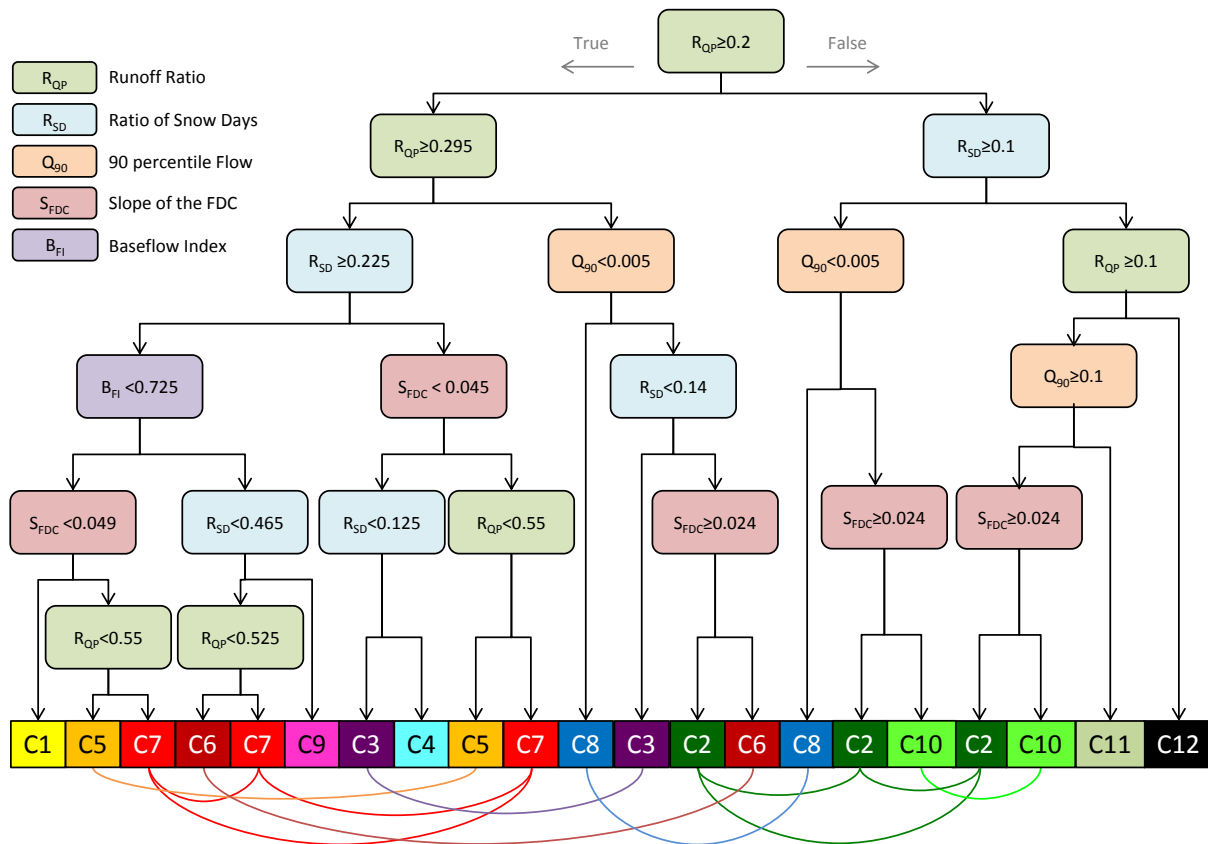 R_QP≥0.2
True
False
R_QP Runoff Ratio
R_SD Ratio of Snow Days
Q_90 90 percentile Flow
S_FDC Slope of the FDC
B_FI Baseflow Index
R_QP≥0.295
R_SD≥0.1
R_SD ≥0.225
Q_90<0.005
Q_90<0.005
R_QP ≥0.1
B_FI <0.725
S_FDC < 0.045
R_SD<0.14
Q_90≥0.1
S_FDC <0.049
R_SD<0.465
R_SD<0.125
R_QP<0.55
S_FDC≥0.024
S_FDC≥0.024
S_FDC≥0.024
R_QP<0.55
R_QP<0.525
C1 C5 C7 C6 C7 C9 C3 C4 C5 C7 C8 C3 C2 C6 C8 C2 C10 C2 C10 C11 C12